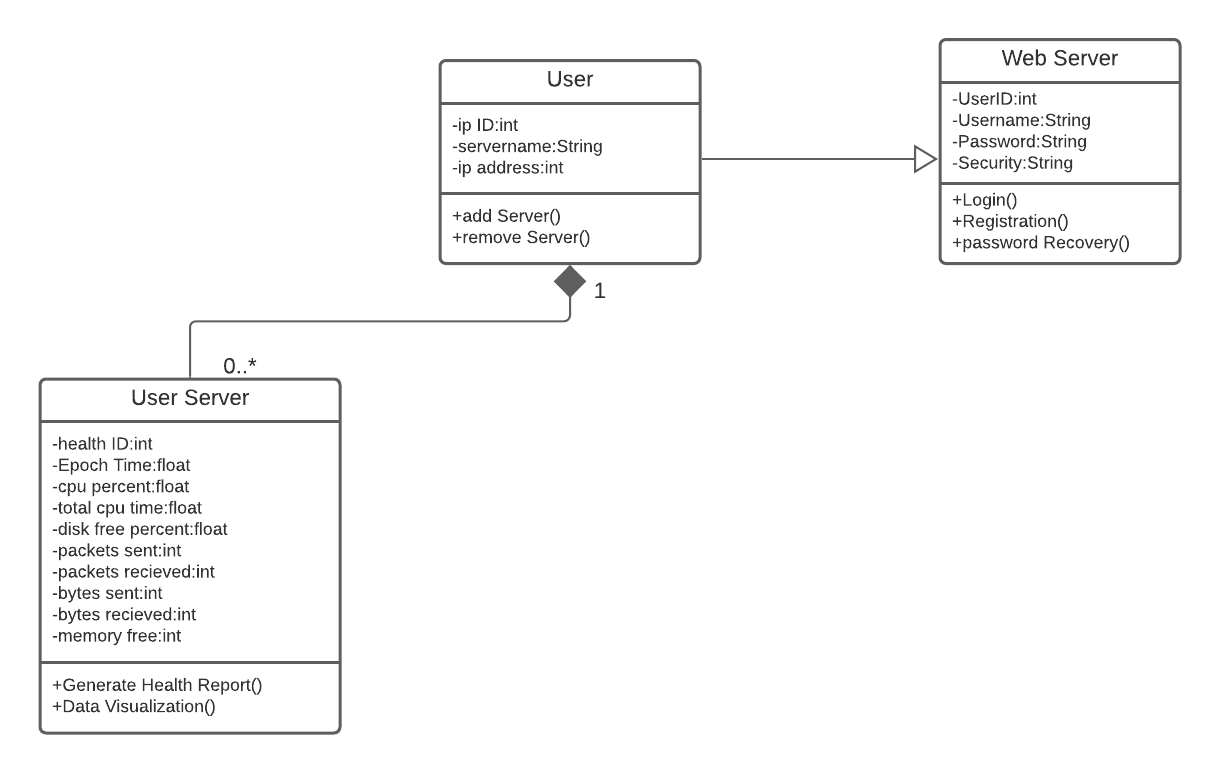 User
-ip ID:int
-servername:String
-ip address:int
+add Server()
+remove Server()
1
Web Server
-UserID:int
-Username:String
-Password:String
-Security:String
+Login()
+Registration()
+password Recovery()
0..*
User Server
-health ID:int
-Epoch Time:float
-cpu percent:float
-total cpu time:float
-disk free percent:float
-packets sent:int
-packets recieved:int
-bytes sent:int
-bytes recieved:int
-memory free:int
+Generate Health Report()
+Data Visualization()